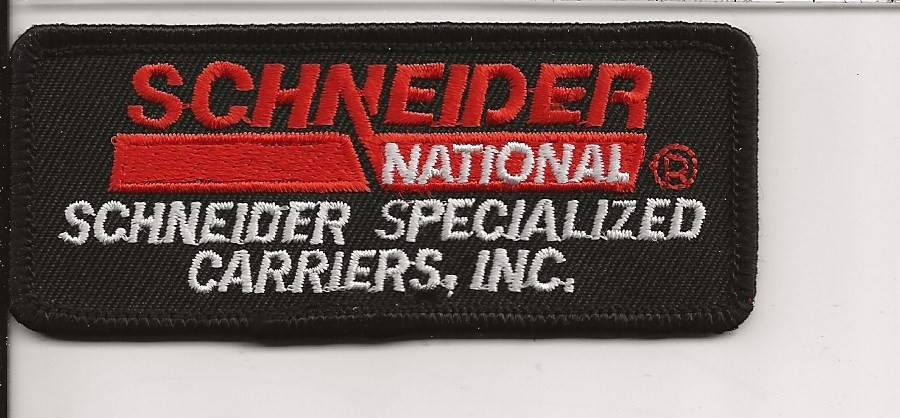 SCHNEIDER
NATIONAL ®
SCHNEIDER SPECIALIZED
CARRIERS, INC.